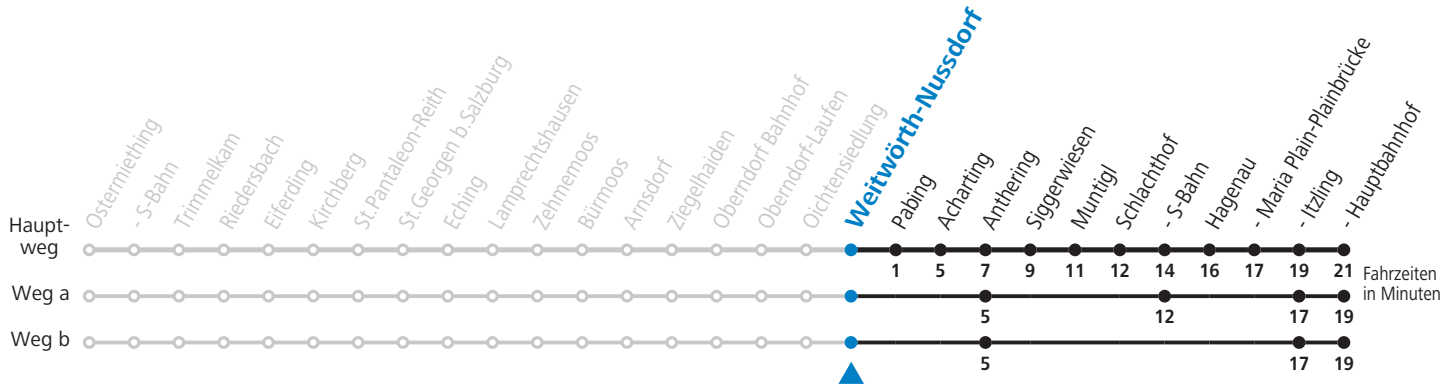 Ostermiething
- S-Bahn
Trimmelkam
Riedersbach
Eiferding
Kirchberg
St.Pantaleon-Reith
St.Georgen b.Salzburg
Eching
Lamprechtshausen
Zehmemoos
Bürmoos
Arnsdorf
Ziegelhaiden
Oberndorf Bahnhof
Oberndorf-Laufen
Oichtensiedlung
Weitwörth-Nussdorf
Pabing
Acharting
Anthering
Siggerwiesen
Muntigl
Schlachthof
- S-Bahn
Hagenau
- Maria Plain-Plainbrücke
- Itzling
- Hauptbahnhof
Haupt-
weg
1 5 7 9 11 12 14 16 17 19 21
Fahrzeiten
in Minuten
Weg a
5 12 17 19
Weg b
5 17 19